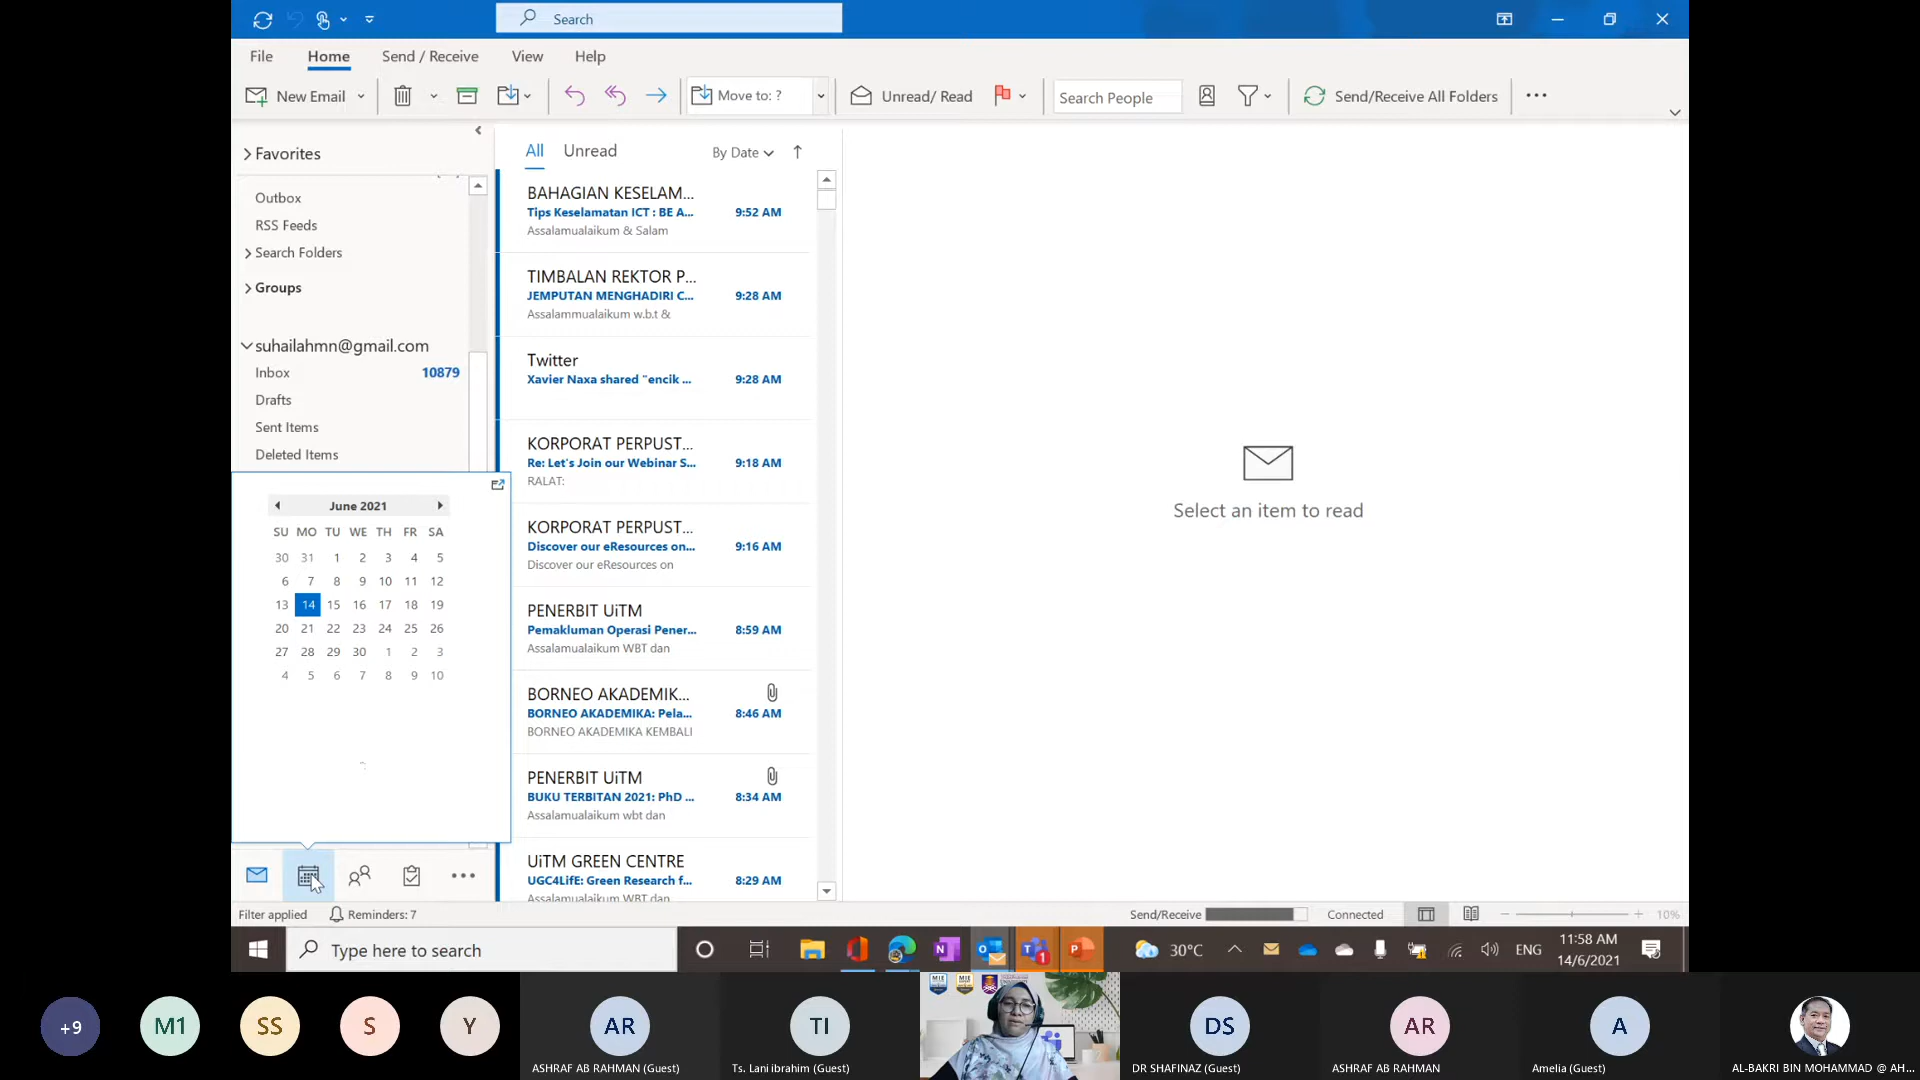 Search
File
Home
Send / Receive
View
Help
New Email
Move to: ?
Unread/ Read
Search People
Send/Receive All Folders
Favorites
Outbox
RSS Feeds
Search Folders
Groups
suhailahmn@gmail.com
Inbox 10879
Drafts
Sent Items
Deleted Items
June 2021
SU MO TU WE TH FR SA
30 31 1 2 3 4 5
6 7 8 9 10 11 12
13 14 15 16 17 18 19
20 21 22 23 24 25 26
27 28 29 30 1 2 3
4 5 6 7 8 9 10
All Unread By Date
BAHAGIAN KESELAM...
Tips Keselamatan ICT : BE A... 9:52 AM
Assalamualaikum & Salam
TIMBALAN REKTOR P...
JEMPUTAN MENGHADIRI C... 9:28 AM
Assalammualaikum w.b.t &
Twitter
Xavier Naxa shared "encik ... 9:28 AM
KORPORAT PERPUST...
Re: Let's Join our Webinar S... 9:18 AM
RALAT:
KORPORAT PERPUST...
Discover our eResources on... 9:16 AM
Discover our eResources on
PENERBIT UiTM
Pemakluman Operasi Pener... 8:59 AM
Assalamualaikum WBT dan
BORNEO AKADEMIK...
BORNEO AKADEMIKA: Pela... 8:46 AM
BORNEO AKADEMIKA KEMBALI
PENERBIT UiTM
BUKU TERBITAN 2021: PhD ... 8:34 AM
Assalamualaikum wbt dan
UiTM GREEN CENTRE
UGC4LifE: Green Research f... 8:29 AM
Assalamualaikum WBT dan
Select an item to read
Filter applied
Reminders: 7
Send/Receive
Connected
10%
Type here to search
1
30°C
ENG
11:58 AM
14/6/2021
+9
M1
SS
S
Y
AR
ASHRAF AB RAHMAN (Guest)
TI
Ts. Lani ibrahim (Guest)
MIE MIE
DS
DR SHAFINAZ (Guest)
AR
ASHRAF AB RAHMAN
A
Amelia (Guest)
AL-BAKRI BIN MOHAMMAD @ AH...